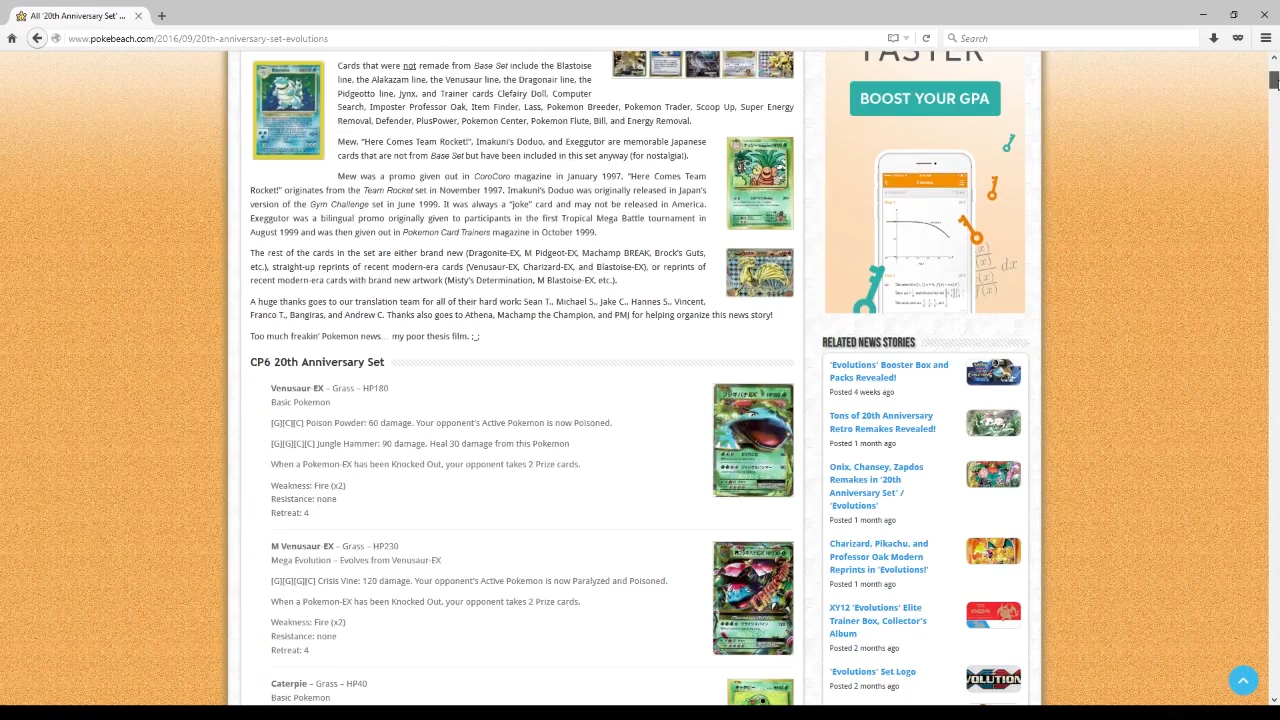 All '20th Anniversary Set' -
www.pokebeach.com/2016/09/20th-anniversary-set-evolutions
Search
Cards that were not remade from Base Set include the Blastoise
line, the Alakazam line, the Venusaur line, the Dragonair line, the
Pidgeotto line, Jynx, and Trainer cards Clefairy Doll, Computer
Search, Imposter Professor Oak, Item Finder, Lass, Pokemon Breeder, Pokemon Trader, Scoop Up, Super Energy
Removal, Defender, PlusPower, Pokemon Center, Pokemon Flute, Bill, and Energy Removal.
Mew, "Here Comes Team Rocket!", Imakuni's Doduo, and Exeggutor are memorable Japanese
cards that are not from Base Set but have been included in this set anyway (for nostalgia!).
Mew was a promo given out in CoroCoro magazine in January 1997. "Here Comes Team
Rocket!" originates from the Team Rocket set in November 1997. Imakuni's Doduo was originally released in Japan's
version of the Gym Challenge set in June 1999. It was always a "joke" card and may not be released in America.
Exeggutor was a bilingual promo originally given to participants in the first Tropical Mega Battle tournament in
August 1999 and was then given out in Pokemon Card Trainers magazine in October 1999.
The rest of the cards in the set are either brand new (Dragonite-EX, M Pidgeot-EX, Machamp BREAK, Brock's Guts,
etc.), straight-up reprints of recent modern-era cards (Venusaur-EX, Charizard-EX, and Blastoise-EX), or reprints of
recent modern-era cards with brand new artwork (Misty's Determination, M Blastoise-EX, etc.).
A huge thanks goes to our translation team for all of their hard work: Sean T., Michael S., Jake C., Hannes S., Vincent,
Franco T., Bangiras, and Andrew C. Thanks also goes to Athena, Machamp the Champion, and PMJ for helping organize this news story!
Too much freakin' Pokemon news… my poor thesis film. ;_;
CP6 20th Anniversary Set
Venusaur-EX – Grass – HP180
Basic Pokemon
[G][C][C] Poison Powder: 60 damage. Your opponent's Active Pokemon is now Poisoned.
[G][G][C][C] Jungle Hammer: 90 damage. Heal 30 damage from this Pokemon
When a Pokemon-EX has been Knocked Out, your opponent takes 2 Prize cards.
Weakness: Fire (x2)
Resistance: none
Retreat: 4
M Venusaur-EX – Grass – HP230
Mega Evolution – Evolves from Venusaur-EX
[G][G][G][C] Crisis Vine: 120 damage. Your opponent's Active Pokemon is now Paralyzed and Poisoned.
When a Pokemon-EX has been Knocked Out, your opponent takes 2 Prize cards.
Weakness: Fire (x2)
Resistance: none
Retreat: 4
Caterpie – Grass – HP40
Basic Pokemon
FASTER
BOOST YOUR GPA
RELATED NEWS STORIES
'Evolutions' Booster Box and
Packs Revealed!
Posted 4 weeks ago
Tons of 20th Anniversary
Retro Remakes Revealed!
Posted 1 month ago
Onix, Chansey, Zapdos
Remakes in '20th
Anniversary Set' /
'Evolutions'
Posted 1 month ago
Charizard, Pikachu, and
Professor Oak Modern
Reprints in 'Evolutions!'
Posted 1 month ago
XY12 'Evolutions' Elite
Trainer Box, Collector's
Album
Posted 2 months ago
'Evolutions' Set Logo
Posted 2 months ago